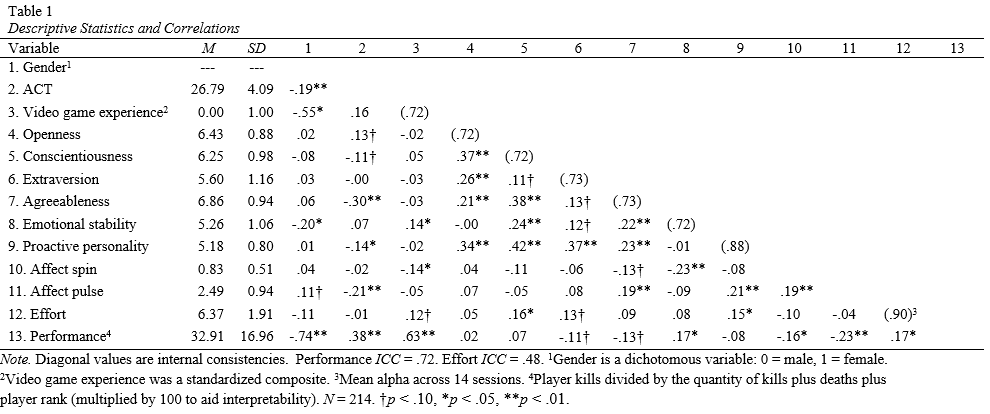 Table 1
Descriptive Statistics and Correlations
Variable M SD 1 2 3 4 5 6 7 8 9 10 11 12 13
1. Gender¹ --- ---
2. ACT 26.79 4.09 -.19**
3. Video game experience² 0.00 1.00 -.55* .16 (.72)
4. Openness 6.43 0.88 .02 .13† -.02 (.72)
5. Conscientiousness 6.25 0.98 -.08 -.11† .05 .37** (.72)
6. Extraversion 5.60 1.16 .03 -.00 -.03 .26** .11† (.73)
7. Agreeableness 6.86 0.94 .06 -.30** -.03 .21** .38** .13† (.73)
8. Emotional stability 5.26 1.06 -.20* .07 .14* -.00 .24** .12† .22** (.72)
9. Proactive personality 5.18 0.80 .01 -.14* -.02 .34** .42** .37** .23** -.01 (.88)
10. Affect spin 0.83 0.51 .04 -.02 -.14* .04 -.11 -.06 -.13† -.23** -.08
11. Affect pulse 2.49 0.94 .11† -.21** -.05 .07 -.05 .08 .19** -.09 .21** .19**
12. Effort 6.37 1.91 -.11 -.01 .12† .05 .16* .13† .09 .08 .15* -.10 -.04 (.90)³
13. Performance⁴ 32.91 16.96 -.74** .38** .63** .02 .07 -.11† -.13† .17* -.08 -.16* -.23** .17*
Note. Diagonal values are internal consistencies. Performance ICC = .72. Effort ICC = .48. ¹Gender is a dichotomous variable: 0 = male, 1 = female.
²Video game experience was a standardized composite. ³Mean alpha across 14 sessions. ⁴Player kills divided by the quantity of kills plus deaths plus
player rank (multiplied by 100 to aid interpretability). N = 214. †p < .10, *p < .05, **p < .01.